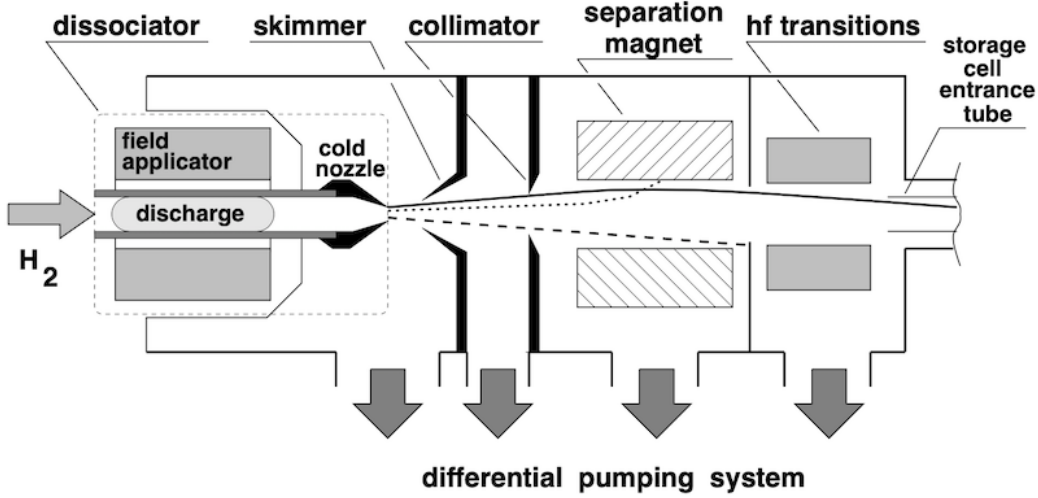 dissociator
skimmer
collimator
separation
magnet
hf transitions
storage
cell
entrance
tube
field
applicator
cold
nozzle
discharge
H2
differential pumping system